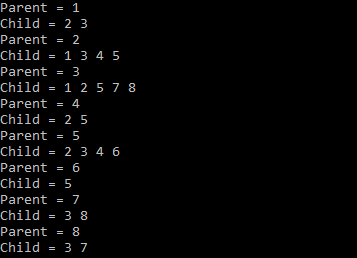 Parent = 1
Child = 2 3
Parent = 2
Child = 1 3 4 5
Parent = 3
Child = 1 2 5 7 8
Parent = 4
Child = 2 5
Parent = 5
Child = 2 3 4 6
Parent = 6
Child = 5
Parent = 7
Child = 3 8
Parent = 8
Child = 3 7